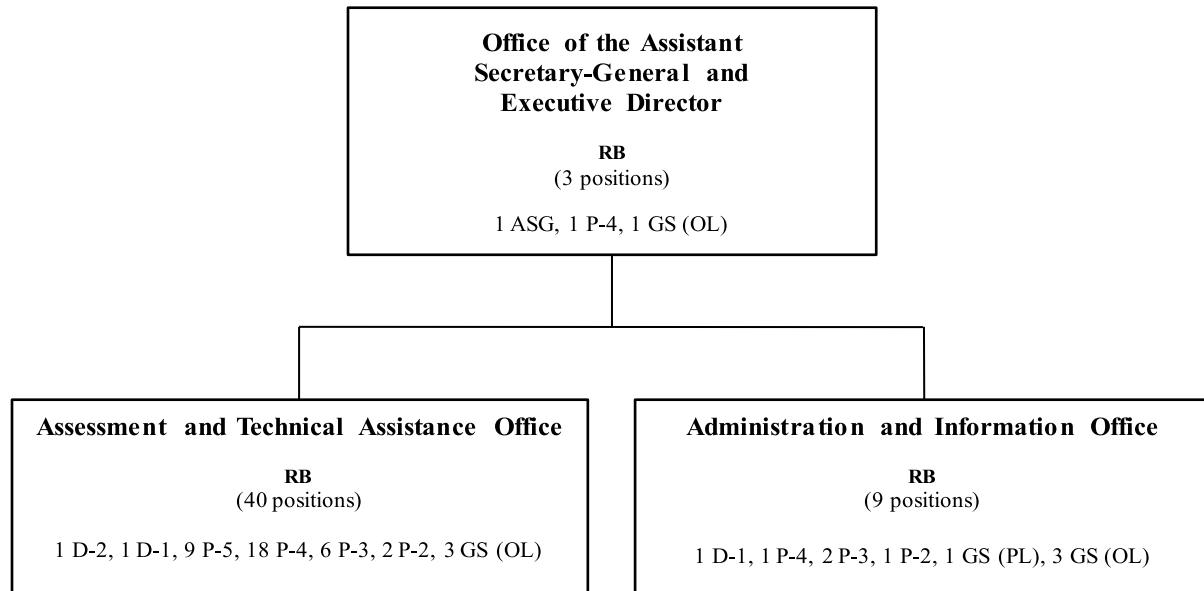 Office of the Assistant
Secretary-General and
Executive Director
RB
(3 positions)
1 ASG, 1 P-4, 1 GS (OL)
Assessment and Technical Assistance Office
RB
(40 positions)
1 D-2, 1 D-1, 9 P-5, 18 P-4, 6 P-3, 2 P-2, 3 GS (OL)
Administration and Information Office
RB
(9 positions)
1 D-1, 1 P-4, 2 P-3, 1 P-2, 1 GS (PL), 3 GS (OL)